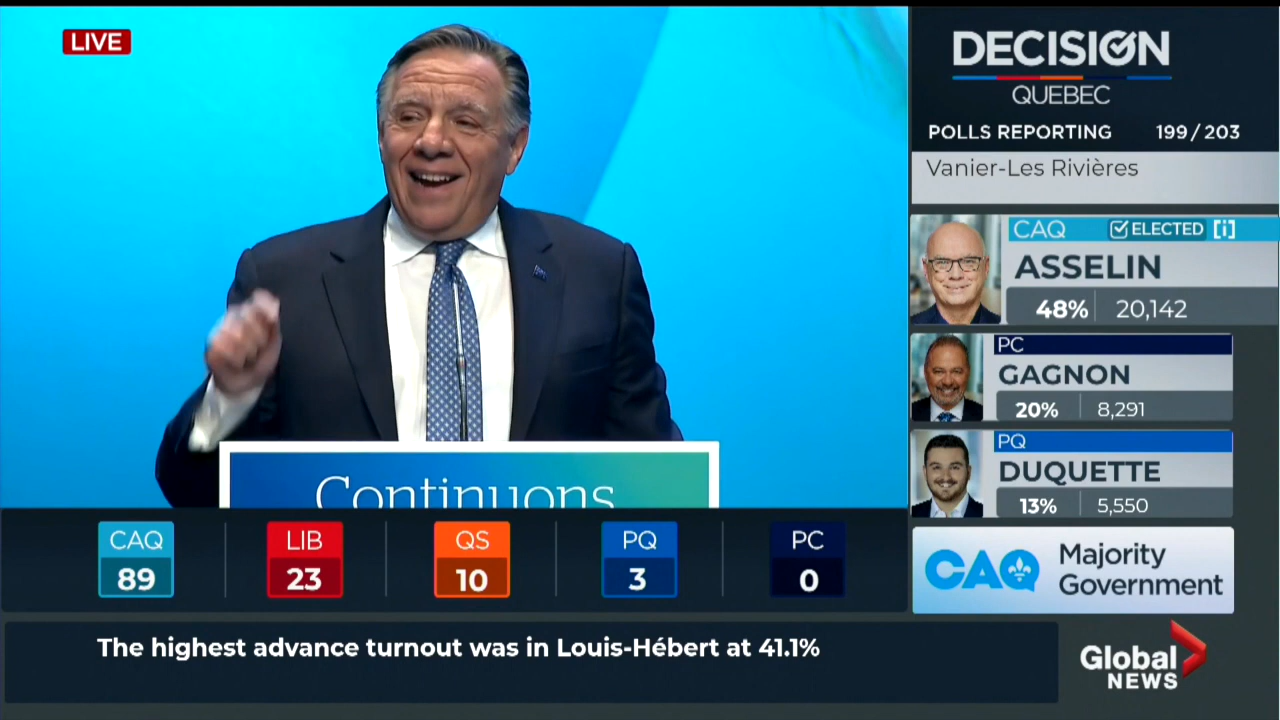 LIVE
Continuons
DECISION
QUEBEC
POLLS REPORTING 199/203
Vanier-Les Rivières
CAQ ELECTED [i]
ASSELIN
48% 20,142
PC
GAGNON
20% 8,291
PQ
DUQUETTE
13% 5,550
CAQ Majority
Government
CAQ LIB QS PQ PC
89 23 10 3 0
The highest advance turnout was in Louis-Hébert at 41.1%
Global
NEWS